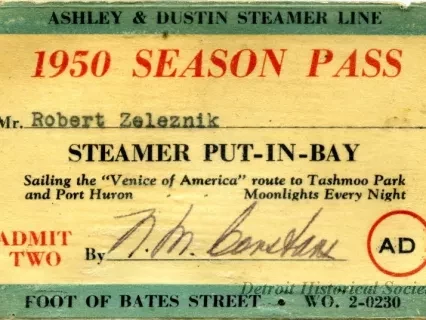 ASHLEY & DUSTIN STEAMER LINE
1950 SEASON PASS
Mr. Robert Zeleznik
STEAMER PUT-IN-BAY
Sailing the "Venice of America" route to Tashmoo Park
and Port Huron Moonlights Every Night
ADMIT
TWO
By
AD
Detroit Historical Socie
FOOT OF BATES STREET • WO. 2-0230